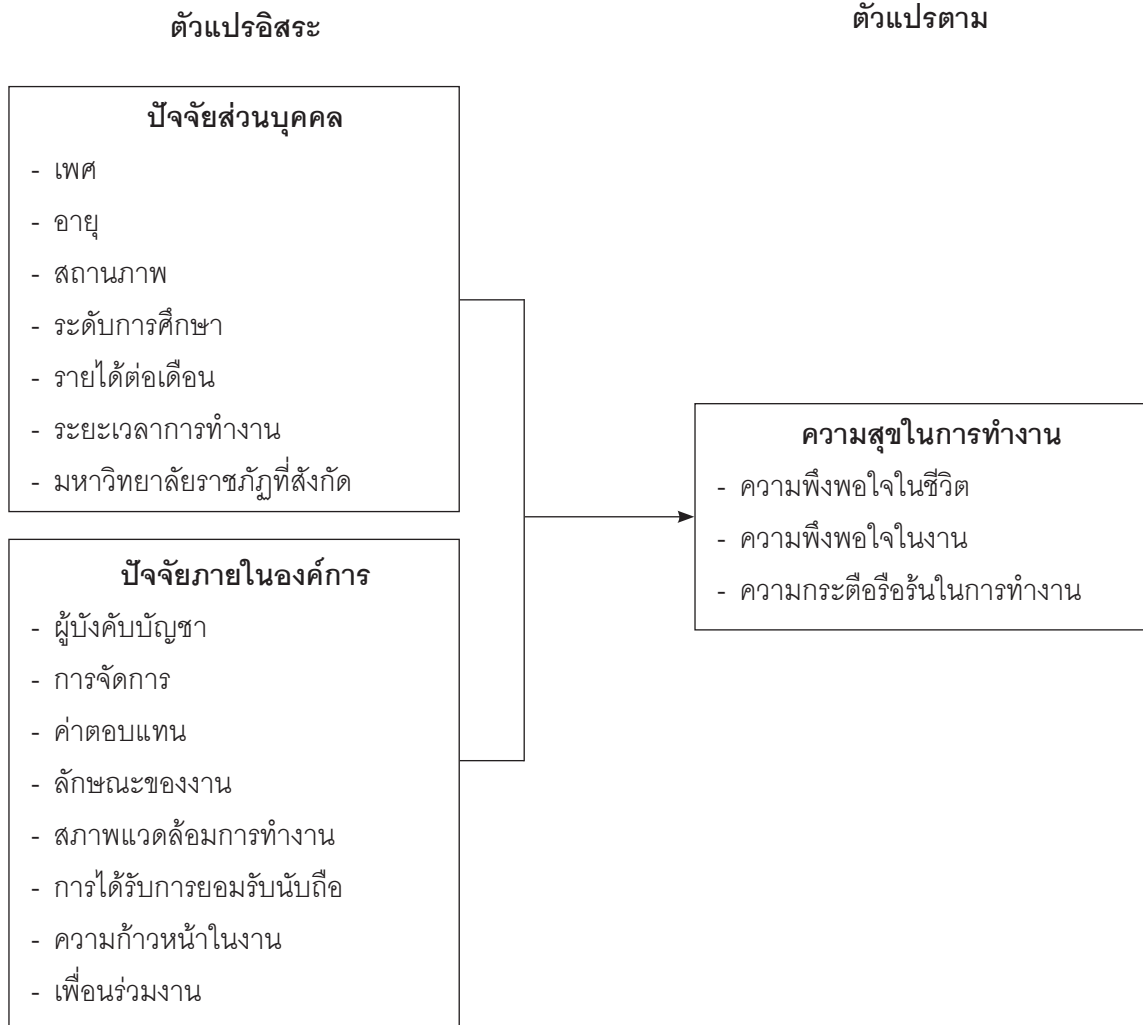 ตัวแปรอิสระ
ปัจจัยส่วนบุคคล
- เพศ
- อายุ
- สถานภาพ
- ระดับการศึกษา
- รายได้ต่อเดือน
- ระยะเวลาการทำงาน
- มหาวิทยาลัยราชภัฏที่สังกัด
ปัจจัยภายในองค์การ
- ผู้บังคับบัญชา
- การจัดการ
- ค่าตอบแทน
- ลักษณะของงาน
- สภาพแวดล้อมการทำงาน
- การได้รับการยอมรับนับถือ
- ความก้าวหน้าในงาน
- เพื่อนร่วมงาน
ตัวแปรตาม
ความสุขในการทำงาน
- ความพึงพอใจในชีวิต
- ความพึงพอใจในงาน
- ความกระตือรือร้นในการทำงาน